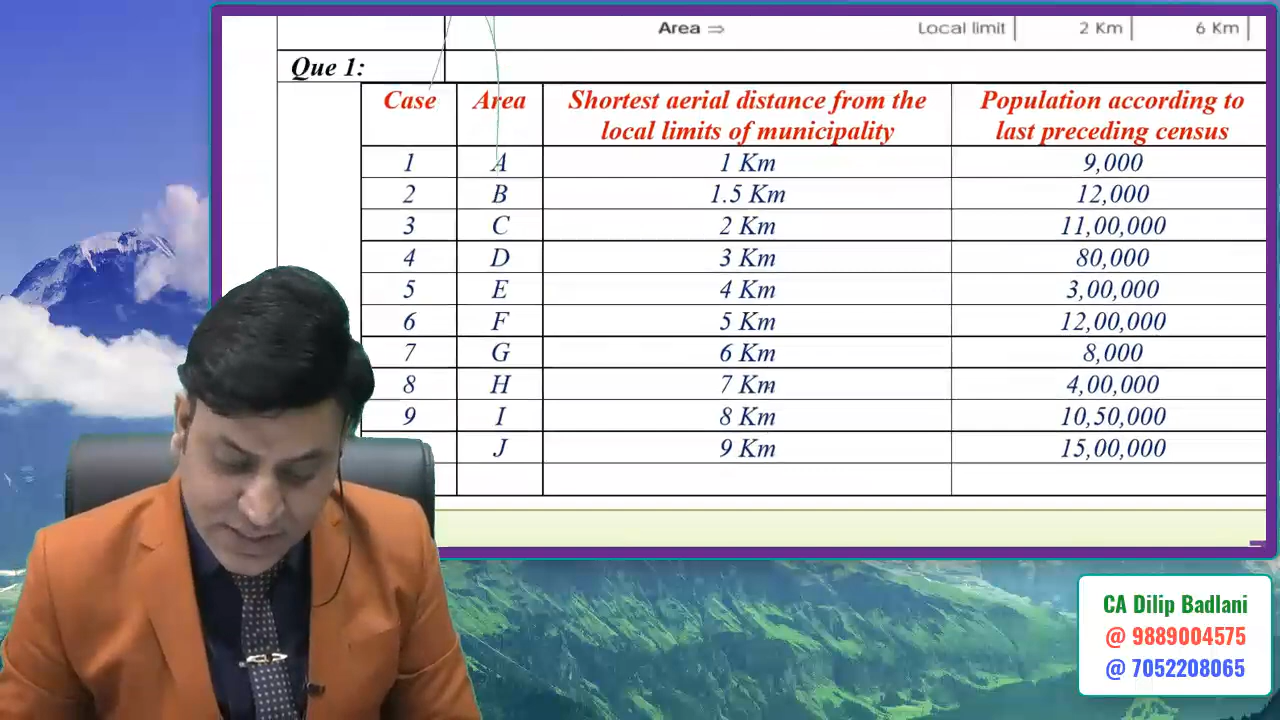 Area ⇒ Local limit 2 Km 6 Km
Que 1:
Case Area Shortest aerial distance from the local limits of municipality Population according to last preceding census
1 A 1 Km 9,000
2 B 1.5 Km 12,000
3 C 2 Km 11,00,000
4 D 3 Km 80,000
5 E 4 Km 3,00,000
6 F 5 Km 12,00,000
7 G 6 Km 8,000
8 H 7 Km 4,00,000
9 I 8 Km 10,50,000
J 9 Km 15,00,000
CA Dilip Badlani
@ 9889004575
@ 7052208065